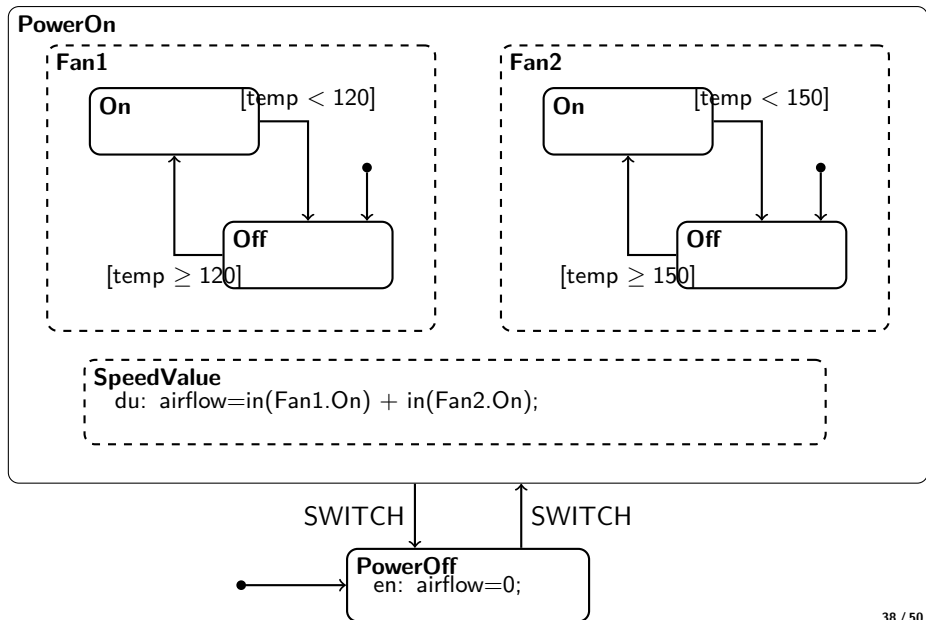 PowerOn
Fan1
Fan2
On
[temp < 120]
On
[temp < 150]
Off
[temp ≥ 120]
Off
[temp ≥ 150]
SpeedValue
du: airflow=in(Fan1.On) + in(Fan2.On);
SWITCH
SWITCH
PowerOff
en: airflow=0;
38 / 50